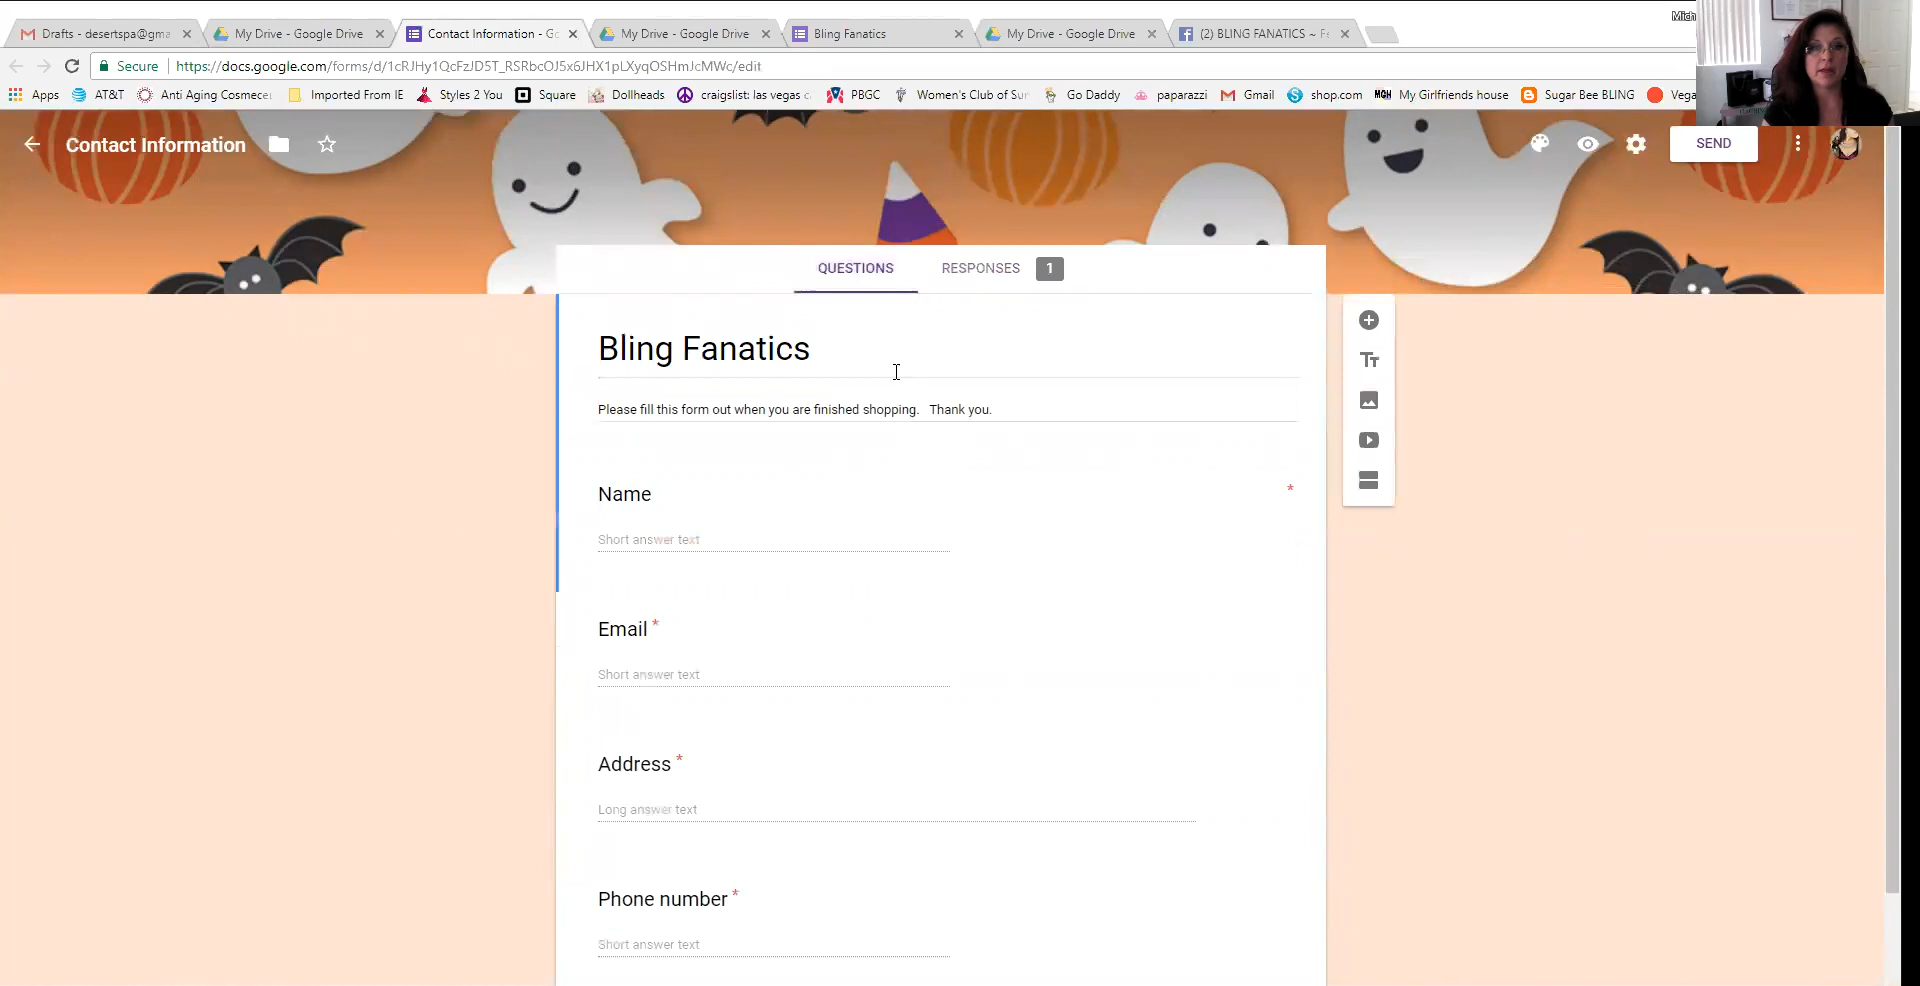 Mich
Drafts - desertspa@gma
My Drive - Google Drive
Contact Information - Go
My Drive - Google Drive
Bling Fanatics
My Drive - Google Drive
(2) BLING FANATICS ~ Fa
Secure
https://docs.google.com/forms/d/1cRJHy1QcFzJD5T_RSRbcOJ5x6JHX1pLXyqOSHmJcMWc/edit
Apps
AT&T
Anti Aging Cosmece
Imported From IE
Styles 2 You
Square
Dollheads
craigslist: las vegas c
PBGC
Women's Club of Sur
Go Daddy
paparazzi
Gmail
shop.com
MGH
My Girlfriends house
Sugar Bee BLING
Vega
Contact Information
SEND
QUESTIONS
RESPONSES
1
Bling Fanatics
Please fill this form out when you are finished shopping. Thank you.
Name
*
Short answer text
Email *
Short answer text
Address *
Long answer text
Phone number *
Short answer text